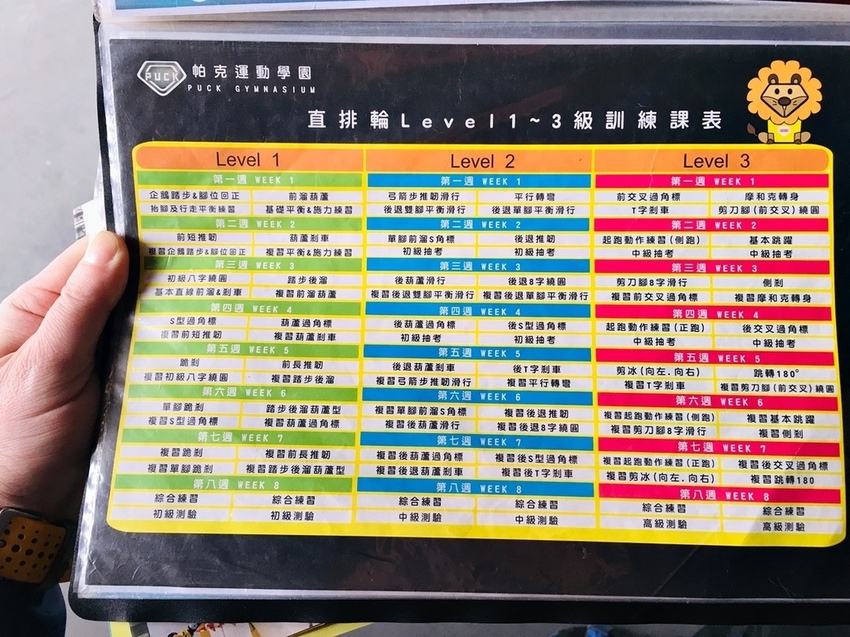 PUCK 帕克運動學園
PUCK GYMNASIUM
直排輪Level1~3級訓練課表
Level 1 Level 2 Level 3
第一週 WEEK 1 第一週 WEEK 1 第一週 WEEK 1
企鵝踏步&腳位回正 前溜葫蘆 弓箭步推韌滑行 平行轉彎 前交叉過角標 摩和克轉身
抬腳及行走平衡練習 基礎平衡&施力練習 後退雙腳平衡滑行 後退單腳平衡滑行 T字剎車 剪刀腳(前交叉)繞圓
第二週 WEEK 2 第二週 WEEK 2 第二週 WEEK 2
前短推韌 葫蘆剎車 單腳前溜S角標 後退推韌 起跑動作練習(側跑) 基本跳躍
複習企鵝踏步&腳位回正 複習平衡&施力練習 初級抽考 初級抽考 中級抽考 中級抽考
第三週 WEEK 3 第三週 WEEK 3 第三週 WEEK 3
初級八字繞圓 踏步後溜 後葫蘆滑行 後退8字繞圓 剪刀腳8字滑行 側剎
基本直線前溜&剎車 複習前溜葫蘆 複習後退雙腳平衡滑行 複習後退單腳平衡滑行 複習前交叉過角標 複習摩和克轉身
第四週 WEEK 4 第四週 WEEK 4 第四週 WEEK 4
S型過角標 葫蘆過角標 後葫蘆過角標 後S型過角標 起跑動作練習(正跑) 後交叉過角標
複習前短推韌 複習葫蘆剎車 初級抽考 初級抽考 中級抽考 中級抽考
第五週 WEEK 5 第五週 WEEK 5 第五週 WEEK 5
跪剎 前長推韌 後退葫蘆剎車 後T字剎車 剪冰(向左,向右) 跳轉180°
複習初級八字繞圓 複習踏步後溜 複習弓箭步推韌滑行 複習平行轉彎 複習T字剎車 複習剪刀腳(前交叉)繞圓
第六週 WEEK 6 第六週 WEEK 6 第六週 WEEK 6
單腳跪剎 踏步後溜葫蘆型 複習單腳前溜S角標 複習後退推韌 複習起跑動作練習(側跑) 複習基本跳躍
複習S型過角標 複習葫蘆過角標 複習後葫蘆滑行 複習後退8字繞圓 複習剪刀腳8字滑行 複習側剎
第七週 WEEK 7 第七週 WEEK 7 第七週 WEEK 7
複習跪剎 複習前長推韌 複習後葫蘆過角標 複習後S型過角標 複習起跑動作練習(正跑) 複習後交叉過角標
複習單腳跪剎 複習踏步後溜葫蘆型 複習後退葫蘆剎車 複習後T字剎車 複習剪冰(向左,向右) 複習跳轉180
第八週 WEEK 8 第八週 WEEK 8 第八週 WEEK 8
綜合練習 綜合練習 綜合練習 綜合練習 綜合練習 綜合練習
初級測驗 初級測驗 中級測驗 中級測驗 高級測驗 高級測驗